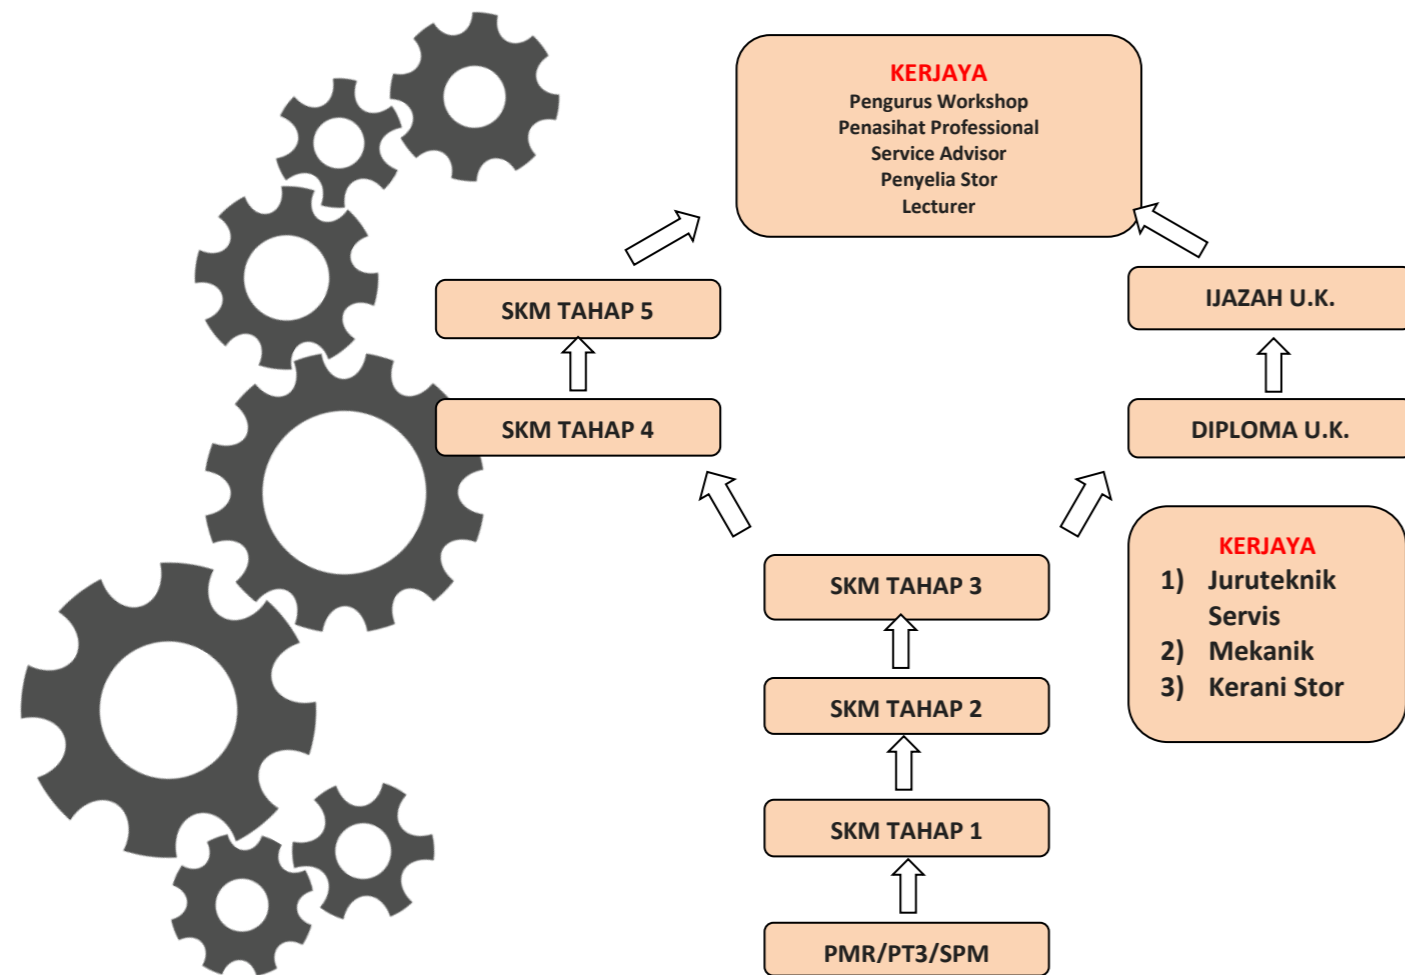 KERJAYA
Pengurus Workshop
Penasihat Professional
Service Advisor
Penyelia Stor
Lecturer
SKM TAHAP 5
IJAZAH U.K.
SKM TAHAP 4
DIPLOMA U.K.
KERJAYA
1) Juruteknik
Servis
2) Mekanik
3) Kerani Stor
SKM TAHAP 3
SKM TAHAP 2
SKM TAHAP 1
PMR/PT3/SPM